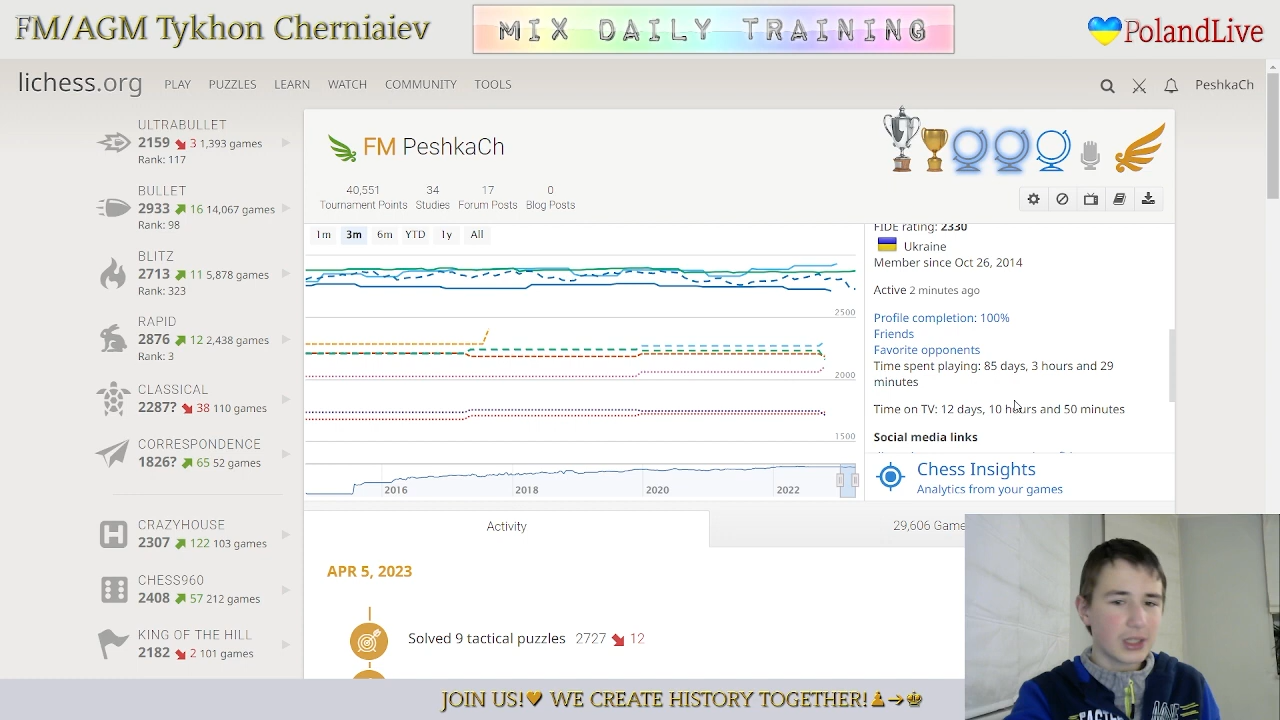 FM/AGM Tykhon Cherniaiev
MIX DAILY TRAINING
PolandLive
lichess.org
PLAY PUZZLES LEARN WATCH COMMUNITY TOOLS
PeshkaCh
ULTRABULLET
2159 3 1,393 games
Rank: 117
BULLET
2933 16 14,067 games
Rank: 98
BLITZ
2713 11 5,878 games
Rank: 323
RAPID
2876 12 2,438 games
Rank: 3
CLASSICAL
2287? 38 110 games
CORRESPONDENCE
1826? 65 52 games
CRAZYHOUSE
2307 122 103 games
CHESS960
2408 57 212 games
KING OF THE HILL
2182 2 101 games
FM PeshkaCh
40,551 34 17 0
Tournament Points Studies Forum Posts Blog Posts
1m 3m 6m YTD 1y All
2500
2000
1500
2016 2018 2020 2022
FIDE rating: 2330
Ukraine
Member since Oct 26, 2014
Active 2 minutes ago
Profile completion: 100%
Friends
Favorite opponents
Time spent playing: 85 days, 3 hours and 29
minutes
Time on TV: 12 days, 10 hours and 50 minutes
Social media links
Chess Insights
Analytics from your games
Activity
29,606 Game
APR 5, 2023
Solved 9 tactical puzzles 2727 12
JOIN US!🧡 WE CREATE HISTORY TOGETHER!♟→♚